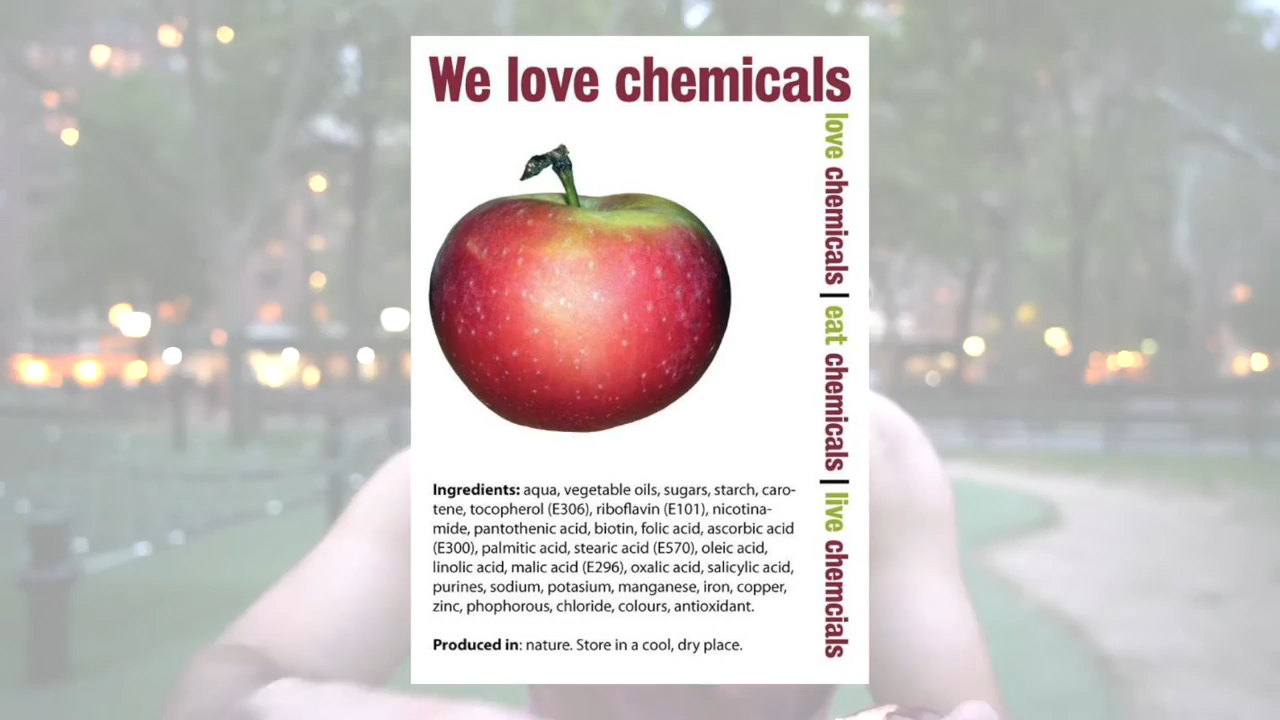 We love chemicals
love chemicals | eat chemicals | live chemcials
Ingredients: aqua, vegetable oils, sugars, starch, caro-
tene, tocopherol (E306), riboflavin (E101), nicotina-
mide, pantothenic acid, biotin, folic acid, ascorbic acid
(E300), palmitic acid, stearic acid (E570), oleic acid,
linolic acid, malic acid (E296), oxalic acid, salicylic acid,
purines, sodium, potasium, manganese, iron, copper,
zinc, phophorous, chloride, colours, antioxidant.
Produced in: nature. Store in a cool, dry place.